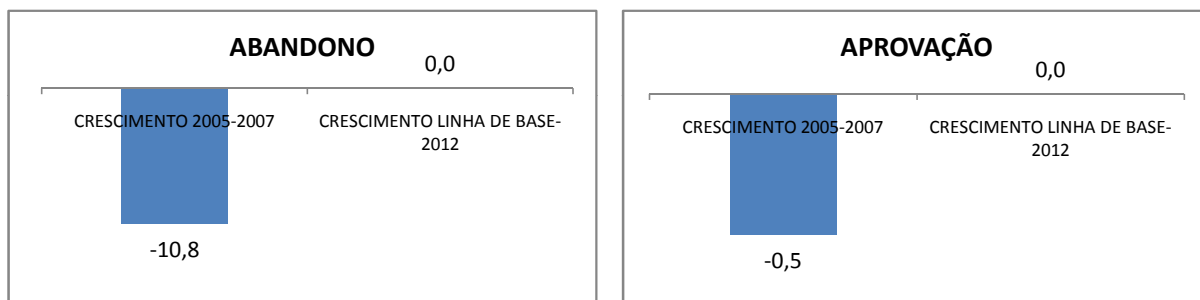 ABANDONO
0,0
CRESCIMENTO 2005-2007
CRESCIMENTO LINHA DE BASE-
2012
-10,8
APROVAÇÃO
0,0
CRESCIMENTO 2005-2007
CRESCIMENTO LINHA DE BASE-
2012
-0,5